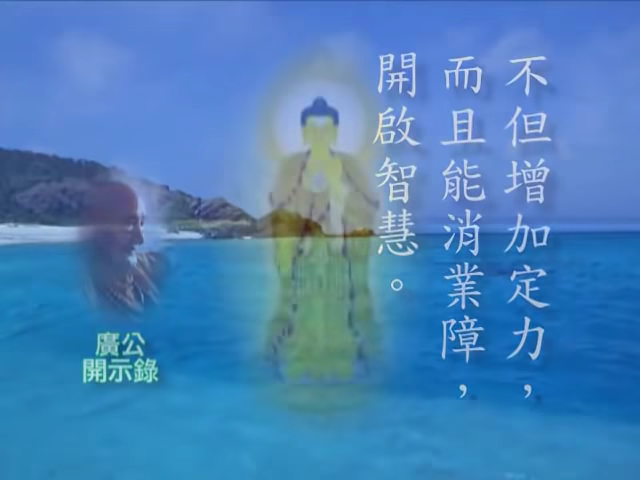 不但增加定力，
而且能消業障，
開啟智慧。
廣公
開示錄